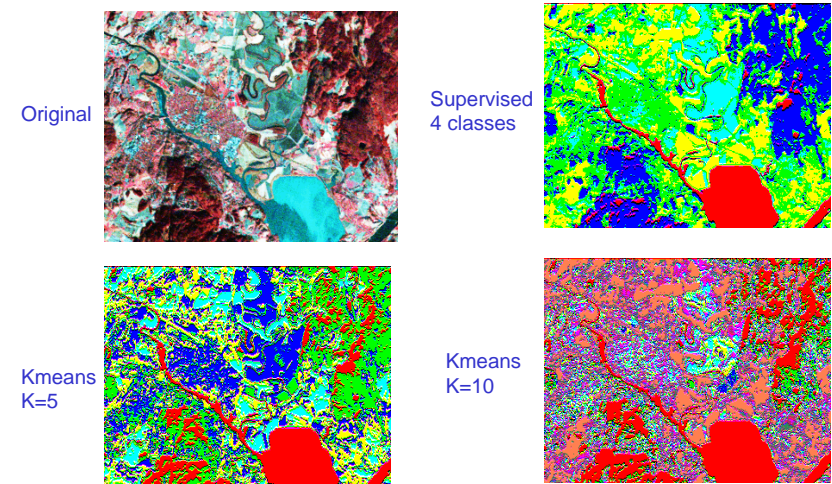 Original
Supervised
4 classes
Kmeans
K=5
Kmeans
K=10